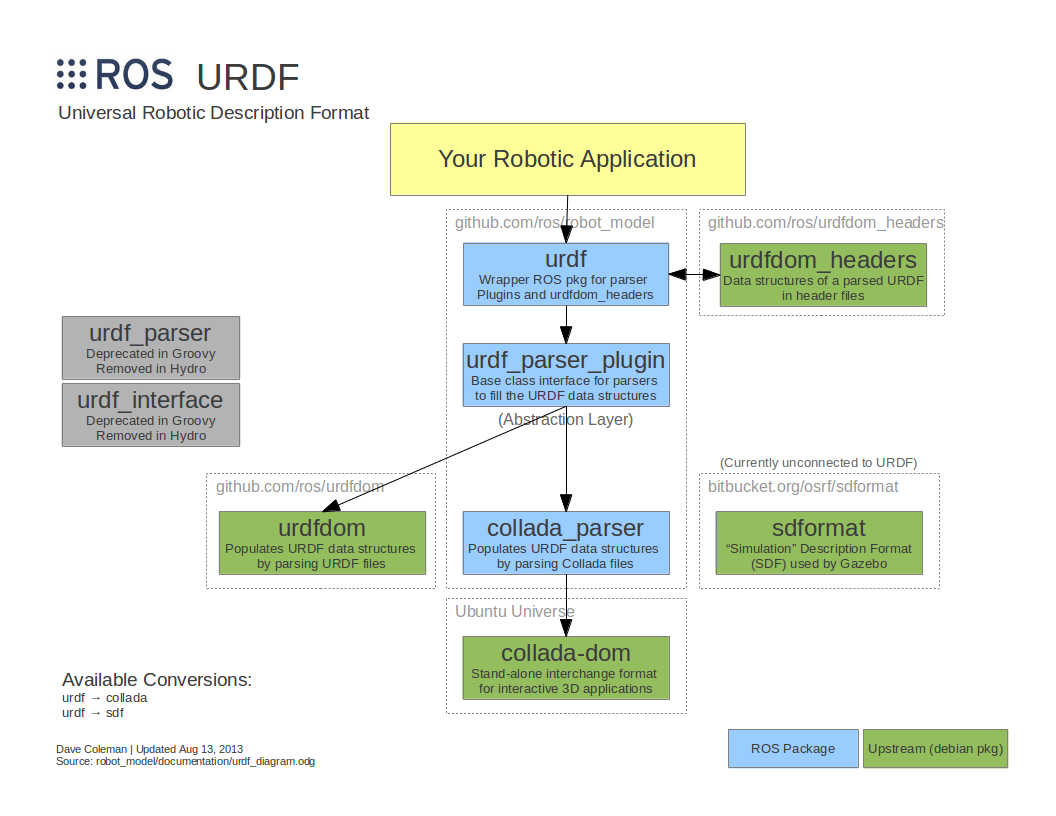 ROS URDF
Universal Robotic Description Format
Your Robotic Application
github.com/ros/robot_model
urdf
Wrapper ROS pkg for parser
Plugins and urdfdom_headers
github.com/ros/urdfdom_headers
urdfdom_headers
Data structures of a parsed URDF
in header files
urdf_parser
Deprecated in Groovy
Removed in Hydro
urdf_interface
Deprecated in Groovy
Removed in Hydro
urdf_parser_plugin
Base class interface for parsers
to fill the URDF data structures
(Abstraction Layer)
github.com/ros/urdfdom
urdfdom
Populates URDF data structures
by parsing URDF files
collada_parser
Populates URDF data structures
by parsing Collada files
(Currently unconnected to URDF)
bitbucket.org/osrf/sdformat
sdformat
“Simulation” Description Format
(SDF) used by Gazebo
Ubuntu Universe
collada-dom
Stand-alone interchange format
for interactive 3D applications
Available Conversions:
urdf → collada
urdf → sdf
Dave Coleman | Updated Aug 13, 2013
Source: robot_model/documentation/urdf_diagram.odg
ROS Package
Upstream (debian pkg)